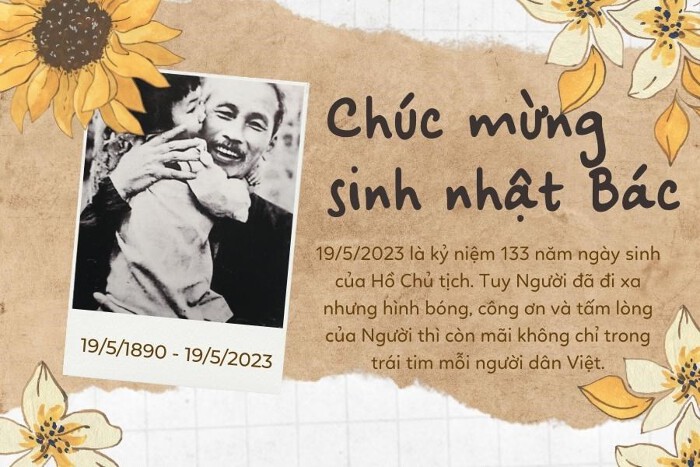 Chúc mừng
sinh nhật Bác
19/5/2023 là kỷ niệm 133 năm ngày sinh
của Hồ Chủ tịch. Tuy Người đã đi xa
nhưng hình bóng, công ơn và tấm lòng
của Người thì còn mãi không chỉ trong
trái tim mỗi người dân Việt.
19/5/1890 - 19/5/2023